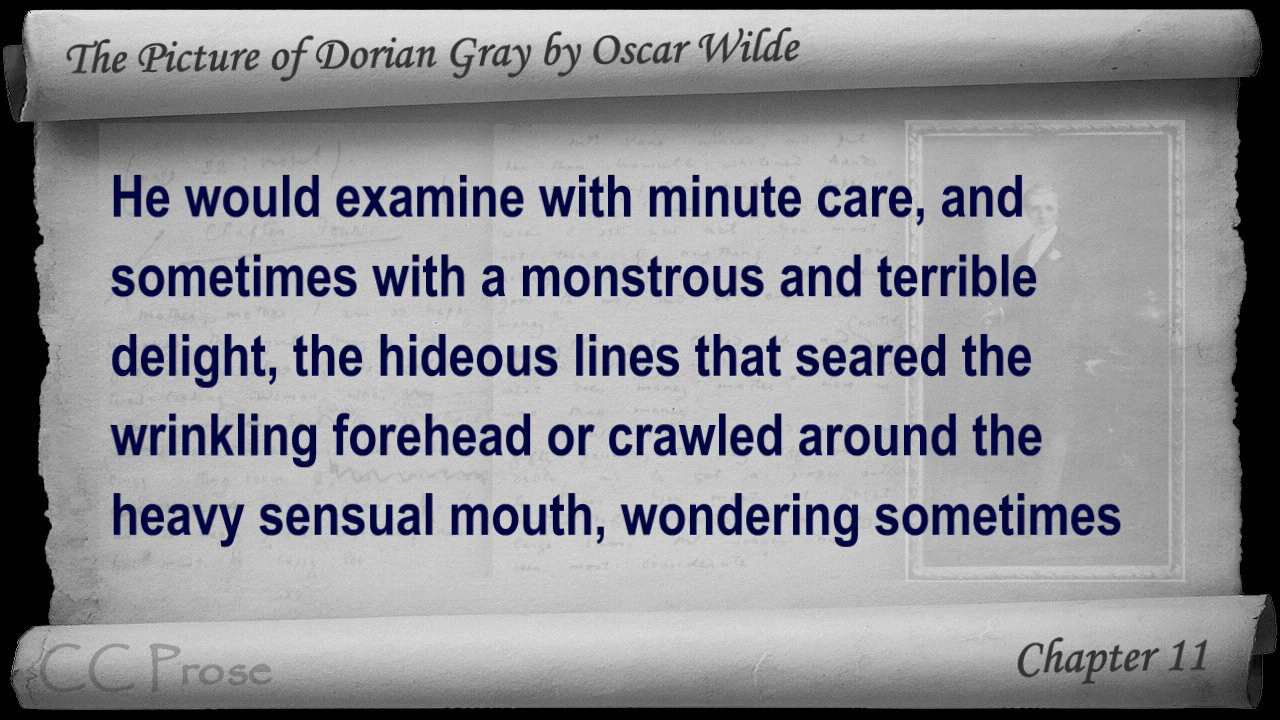 The Picture of Dorian Gray by Oscar Wilde
He would examine with minute care, and
sometimes with a monstrous and terrible
delight, the hideous lines that seared the
wrinkling forehead or crawled around the
heavy sensual mouth, wondering sometimes
CC Prose
Chapter 11